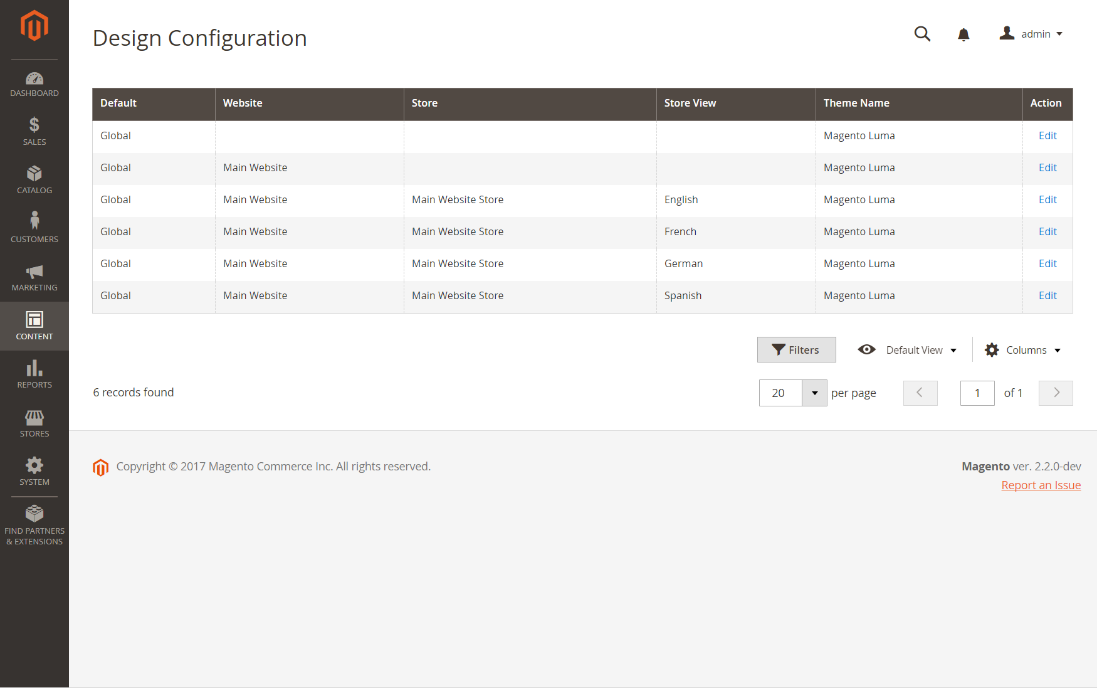 Design Configuration
admin
DASHBOARD
SALES
CATALOG
CUSTOMERS
MARKETING
CONTENT
REPORTS
STORES
SYSTEM
FIND PARTNERS
& EXTENSIONS
Default Website Store Store View Theme Name Action
Global Magento Luma Edit
Global Main Website Magento Luma Edit
Global Main Website Main Website Store English Magento Luma Edit
Global Main Website Main Website Store French Magento Luma Edit
Global Main Website Main Website Store German Magento Luma Edit
Global Main Website Main Website Store Spanish Magento Luma Edit
Filters Default View Columns
6 records found 20 per page 1 of 1
Copyright © 2017 Magento Commerce Inc. All rights reserved. Magento ver. 2.2.0-dev
Report an Issue